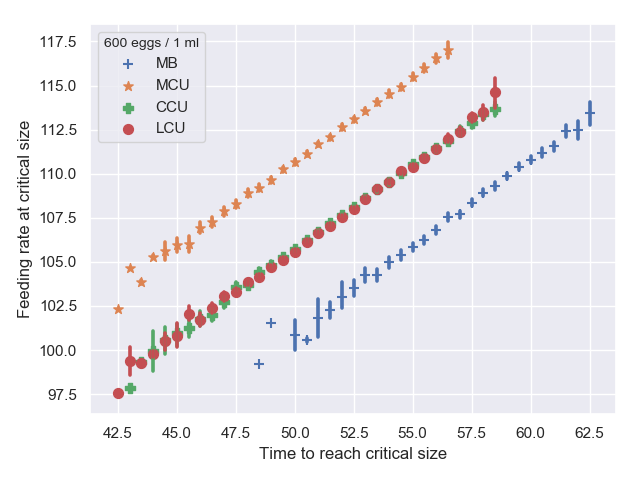 117.5
115.0
112.5
110.0
107.5
105.0
102.5
100.0
97.5
Feeding rate at critical size
600 eggs / 1 ml
MB
MCU
CCU
LCU
42.5 45.0 47.5 50.0 52.5 55.0 57.5 60.0 62.5
Time to reach critical size